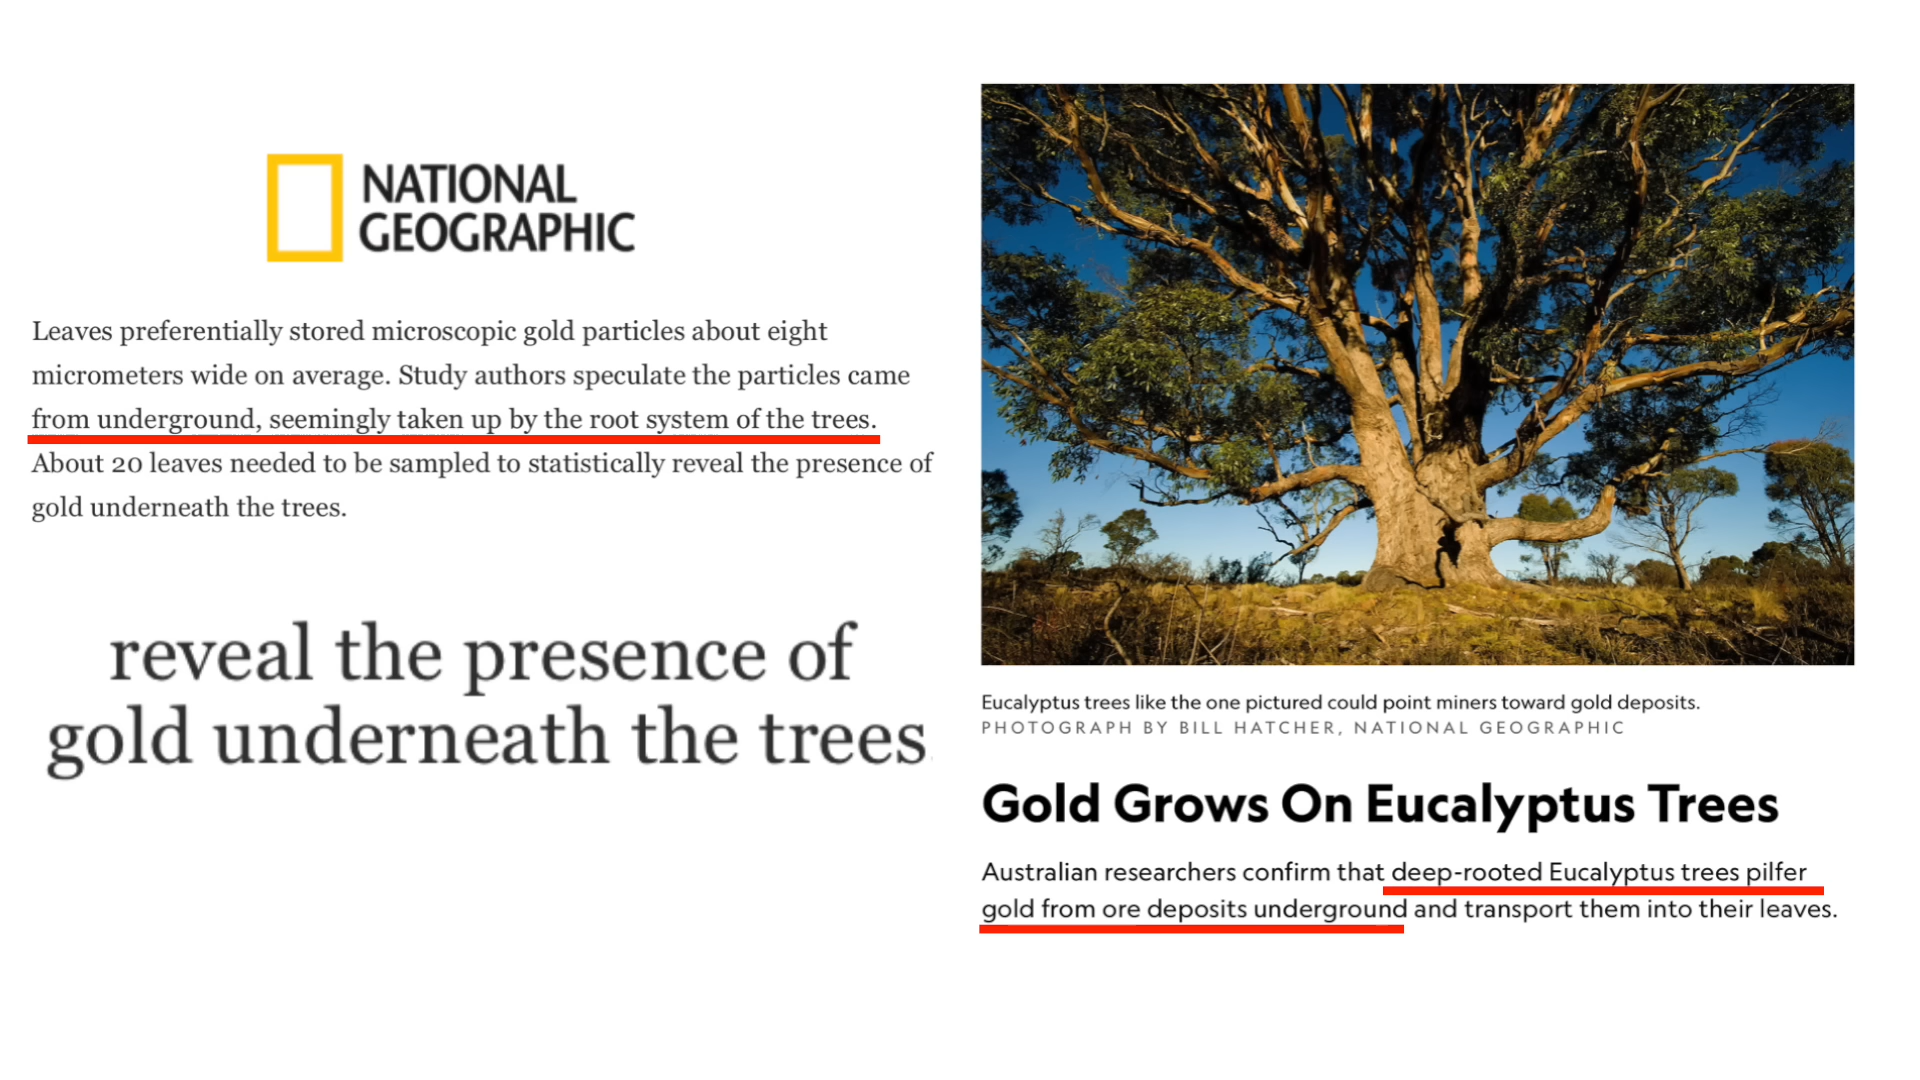 NATIONAL
GEOGRAPHIC
Leaves preferentially stored microscopic gold particles about eight
micrometers wide on average. Study authors speculate the particles came
from underground, seemingly taken up by the root system of the trees.
About 20 leaves needed to be sampled to statistically reveal the presence of
gold underneath the trees.
reveal the presence of
gold underneath the trees
Eucalyptus trees like the one pictured could point miners toward gold deposits.
PHOTOGRAPH BY BILL HATCHER, NATIONAL GEOGRAPHIC
Gold Grows On Eucalyptus Trees
Australian researchers confirm that deep-rooted Eucalyptus trees pilfer
gold from ore deposits underground and transport them into their leaves.